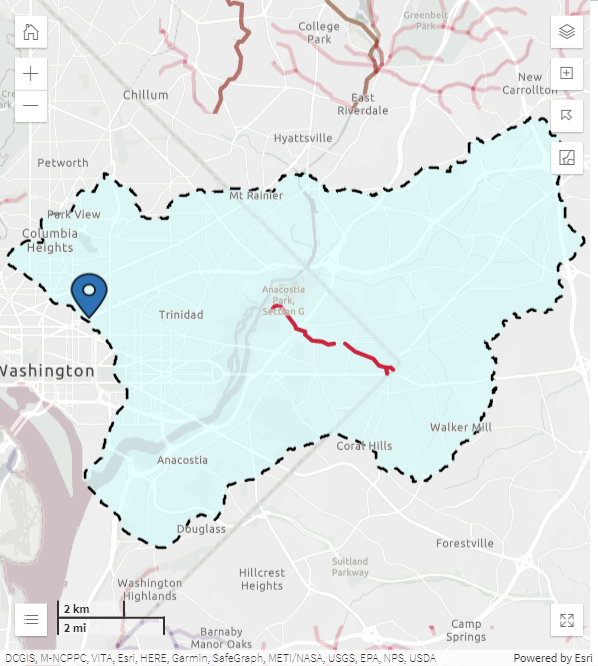 College
Park
Greenbelt
Park
New
Carrollton
Chillum
East
Riverdale
Hyattsville
Petworth
Mt Rainier
Park View
Columbia
Heights
Anacostia
Park,
Section G
Trinidad
Washington
Walker Mill
Coral Hills
Anacostia
Douglass
Forestville
Suitland
Parkway
Hillcrest
Heights
Washington
Highlands
2 km
2 mi
Camp
Springs
Barnaby
Manor Oaks
DCGIS, M-NCPPC, VITA, Esri, HERE, Garmin, SafeGraph, METI/NASA, USGS, EPA, NPS, USDA
Powered by Esri